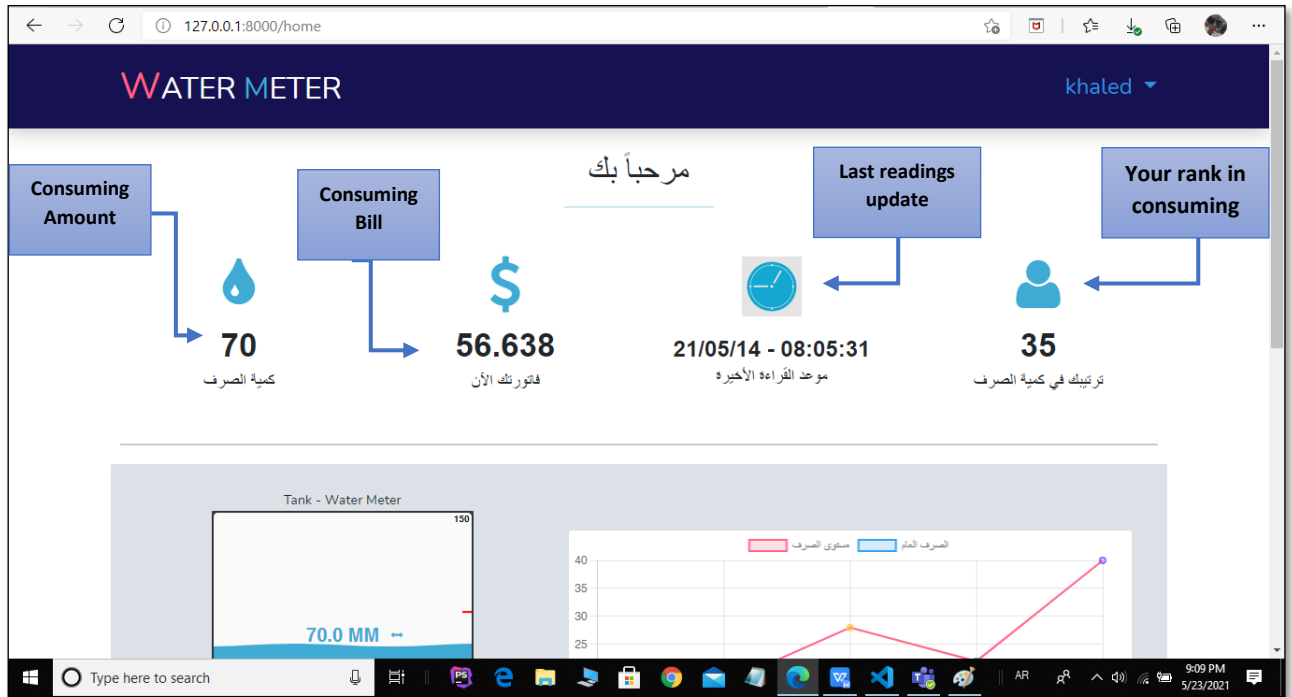 127.0.0.1:8000/home
WATER METER
khaled
مرحباً بك
Consuming
Amount
Consuming
Bill
Last readings
update
Your rank in
consuming
70
كمية الصرف
56.638
فاتورتك الآن
21/05/14 - 08:05:31
موعد القراءة الأخيرة
35
ترتيبك في كمية الصرف
Tank - Water Meter
150
70.0 MM
مستوى الصرف
الصرف العام
40
35
30
25
Type here to search
AR
9:09 PM
5/23/2021